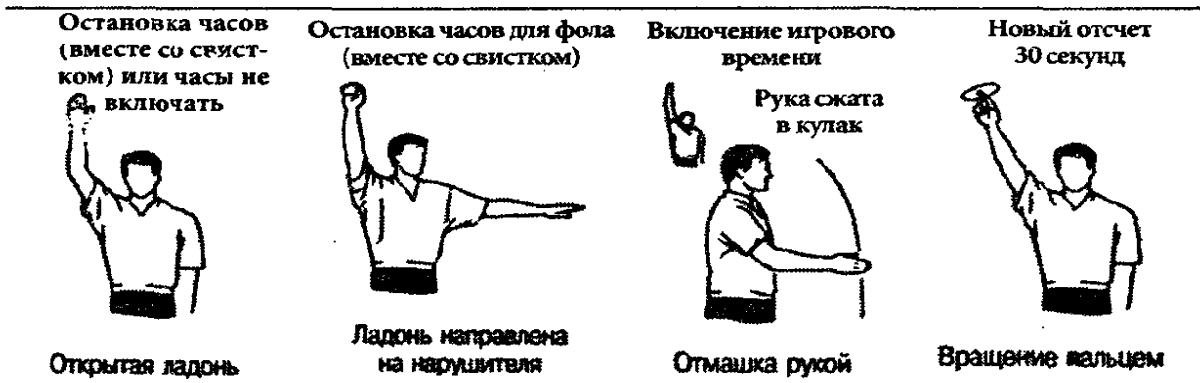 Остановка часов
(вместо со свист-
ком) или часы не
включать
Остановка часов для фола
(вместе со свистком)
Включение игрового
времени
Рука сжата
в кулак
Новый отсчет
30 секунд
Открытая ладонь
Ладонь направлена
на нарушителя
Отмашка рукой
Вращение пальцем